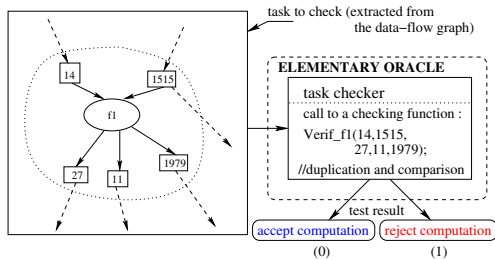 task to check (extracted from
the data-flow graph)
14
1515
f1
27
11
1979
ELEMENTARY ORACLE
task checker
call to a checking function :
Verif_f1(14,1515,
27,11,1979);
//duplication and comparison
test result
accept computation
reject computation
(0)
(1)